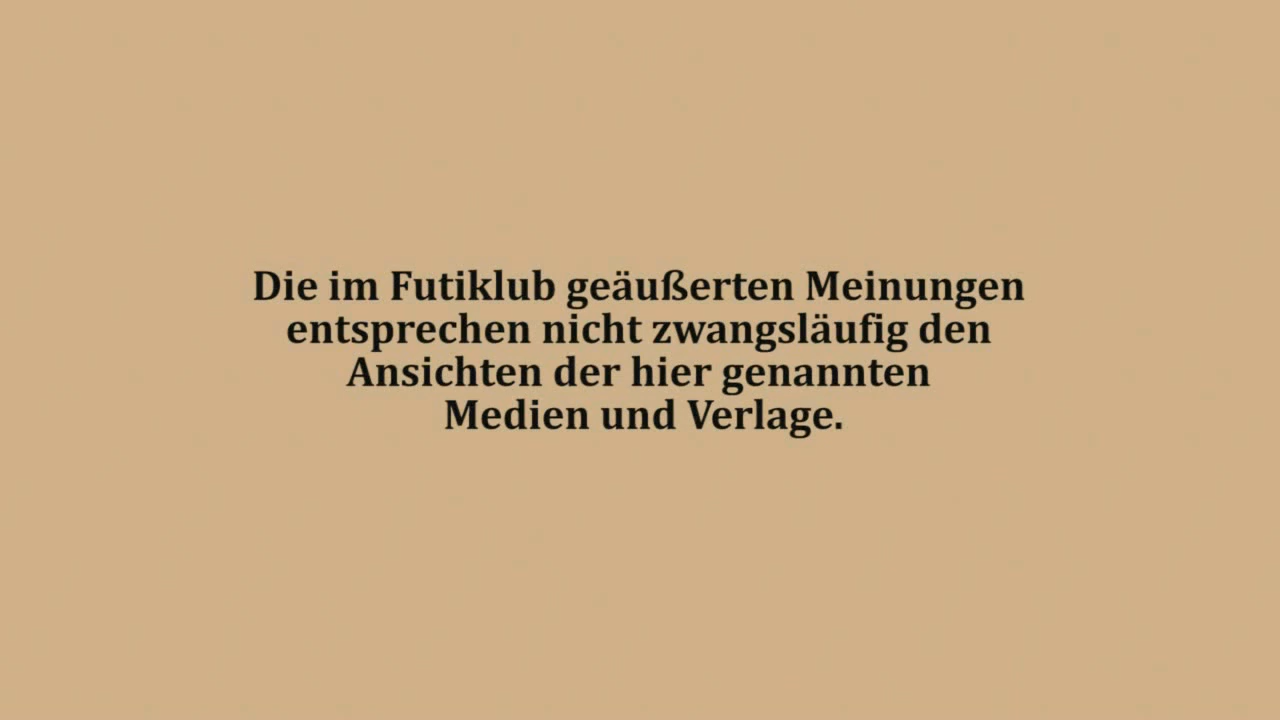 Die im Futiklub geäußerten Meinungen
entsprechen nicht zwangsläufig den
Ansichten der hier genannten
Medien und Verlage.